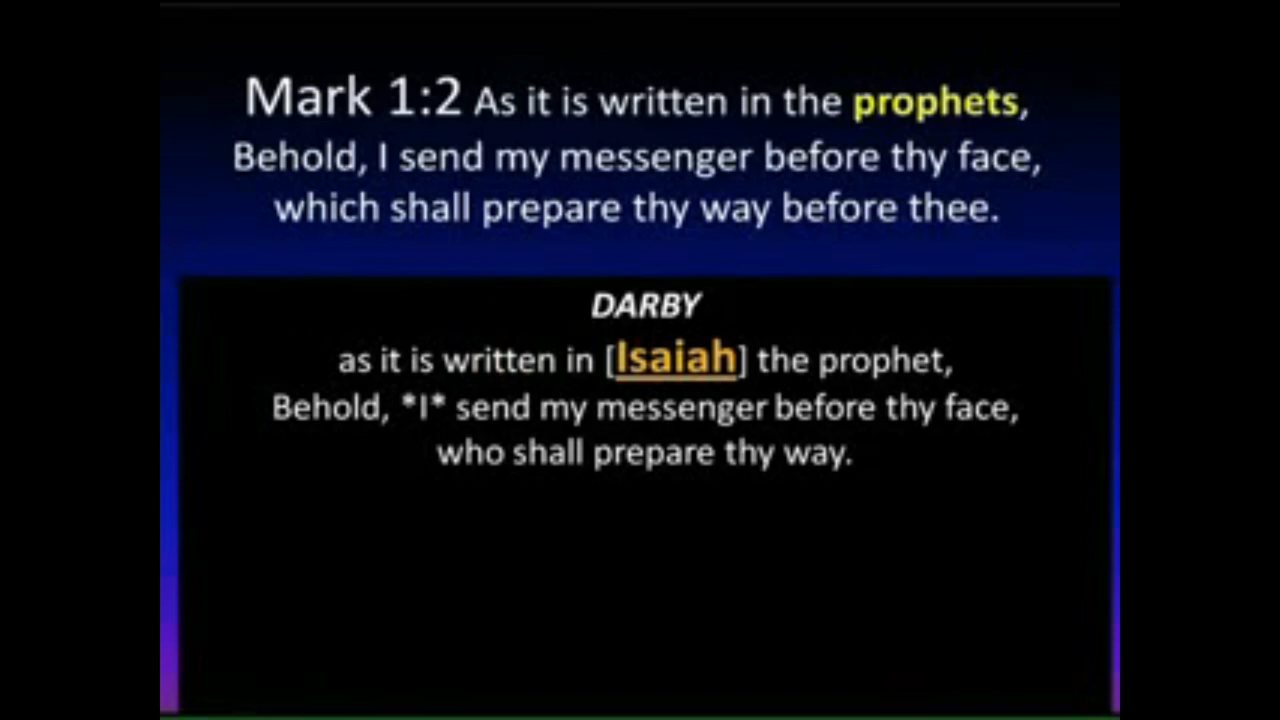 Mark 1:2 As it is written in the prophets,
Behold, I send my messenger before thy face,
which shall prepare thy way before thee.
DARBY
as it is written in [Isaiah] the prophet,
Behold, *I* send my messenger before thy face,
who shall prepare thy way.